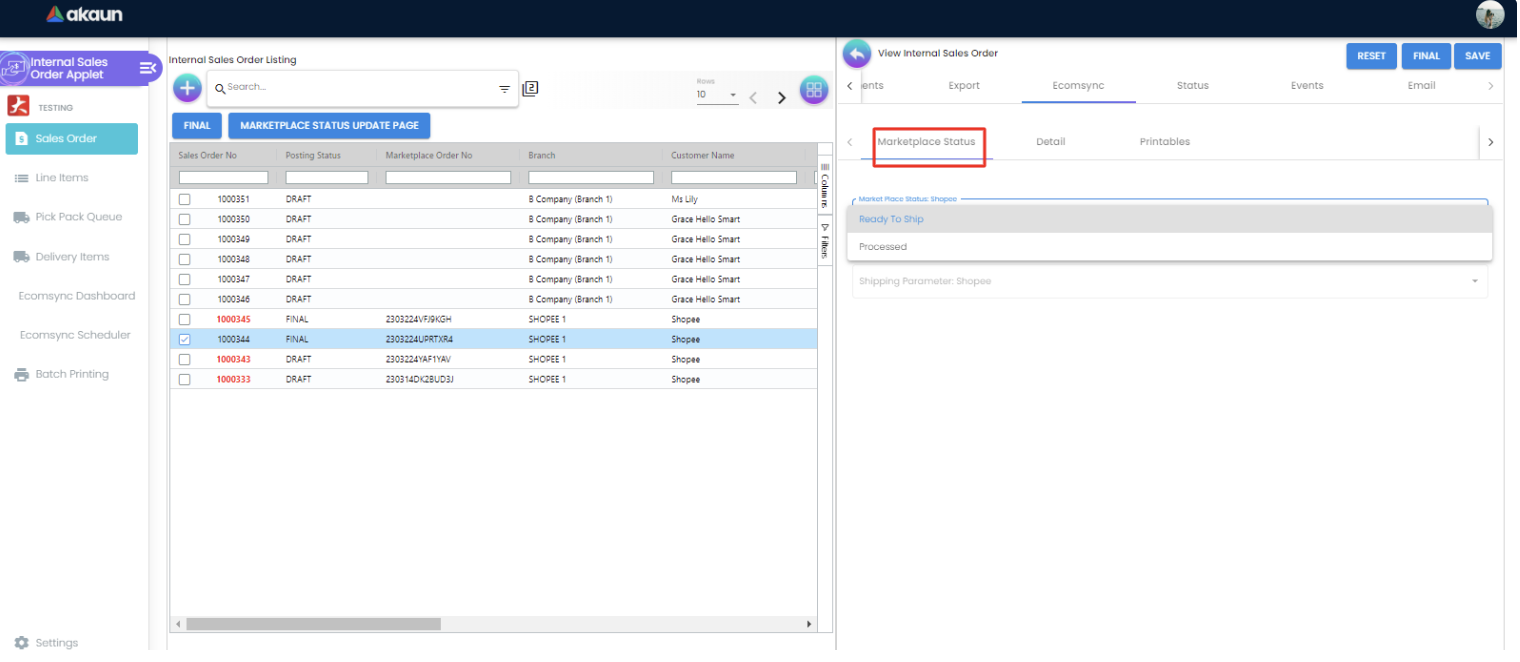 akaun
Internal Sales
Order Applet
TESTING
Sales Order
Line Items
Pick Pack Queue
Delivery Items
Ecomsync Dashboard
Ecomsync Scheduler
Batch Printing
Settings
Internal Sales Order Listing
Search...
2
Rows
10
FINAL MARKETPLACE STATUS UPDATE PAGE
Sales Order No Posting Status Marketplace Order No Branch Customer Name
1000351 DRAFT B Company (Branch 1) Ms Lily
1000350 DRAFT B Company (Branch 1) Grace Hello Smart
1000349 DRAFT B Company (Branch 1) Grace Hello Smart
1000348 DRAFT B Company (Branch 1) Grace Hello Smart
1000347 DRAFT B Company (Branch 1) Grace Hello Smart
1000346 DRAFT B Company (Branch 1) Grace Hello Smart
1000345 FINAL 2303224VFJ9KGH SHOPEE 1 Shopee
1000344 FINAL 2303224UPRTXR4 SHOPEE 1 Shopee
1000343 DRAFT 2303224YAF1YAV SHOPEE 1 Shopee
1000333 DRAFT 230314DK2BUD3J SHOPEE 1 Shopee
Columns
Filters
View Internal Sales Order
RESET FINAL SAVE
ents Export Ecomsync Status Events Email
Marketplace Status Detail Printables
Market Place Status: Shopee
Ready To Ship
Processed
Shipping Parameter: Shopee